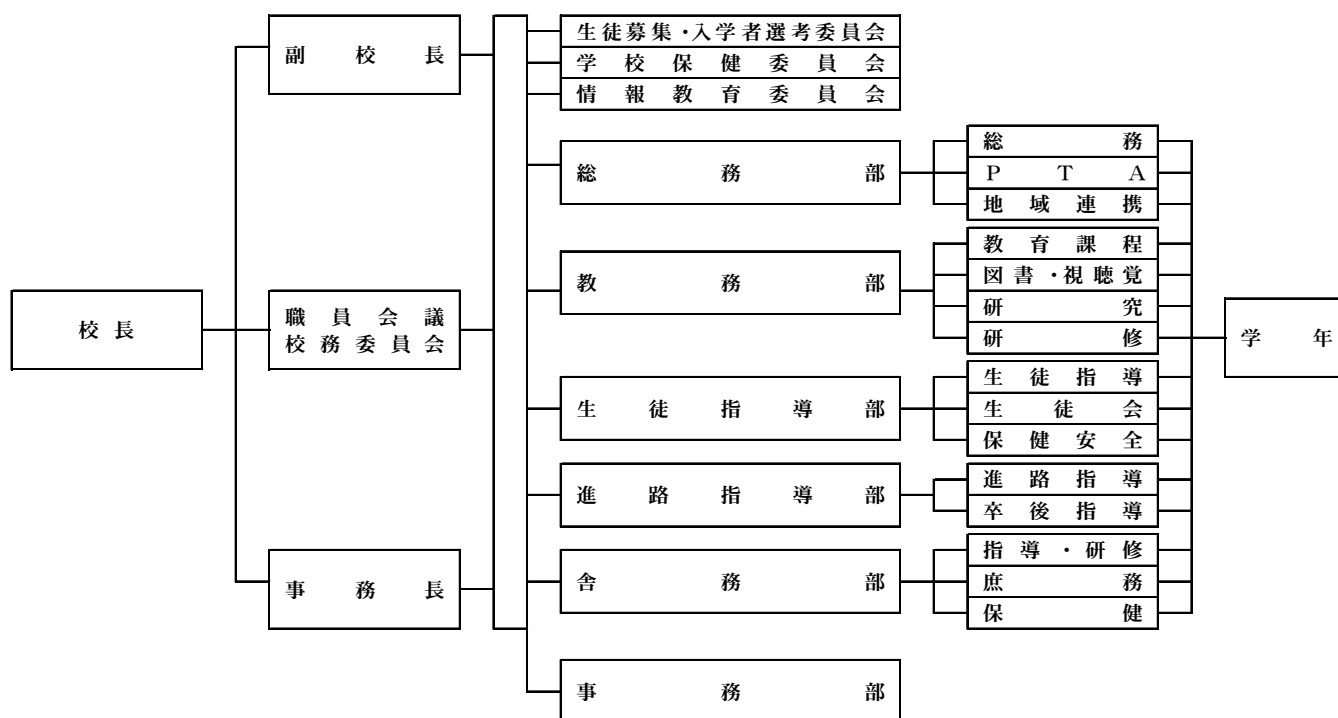 校長
副校長
職員会議
校務委員会
事務長
生徒募集・入学者選考委員会
学校保健委員会
情報教育委員会
総務部
教務部
生徒指導部
進路指導部
舎務部
事務部
総務
PTA
地域連携
教育課程
図書・視聴覚
研究
研修
生徒指導
生徒会
保健安全
進路指導
卒後指導
指導・研修
庶務
保健
学年